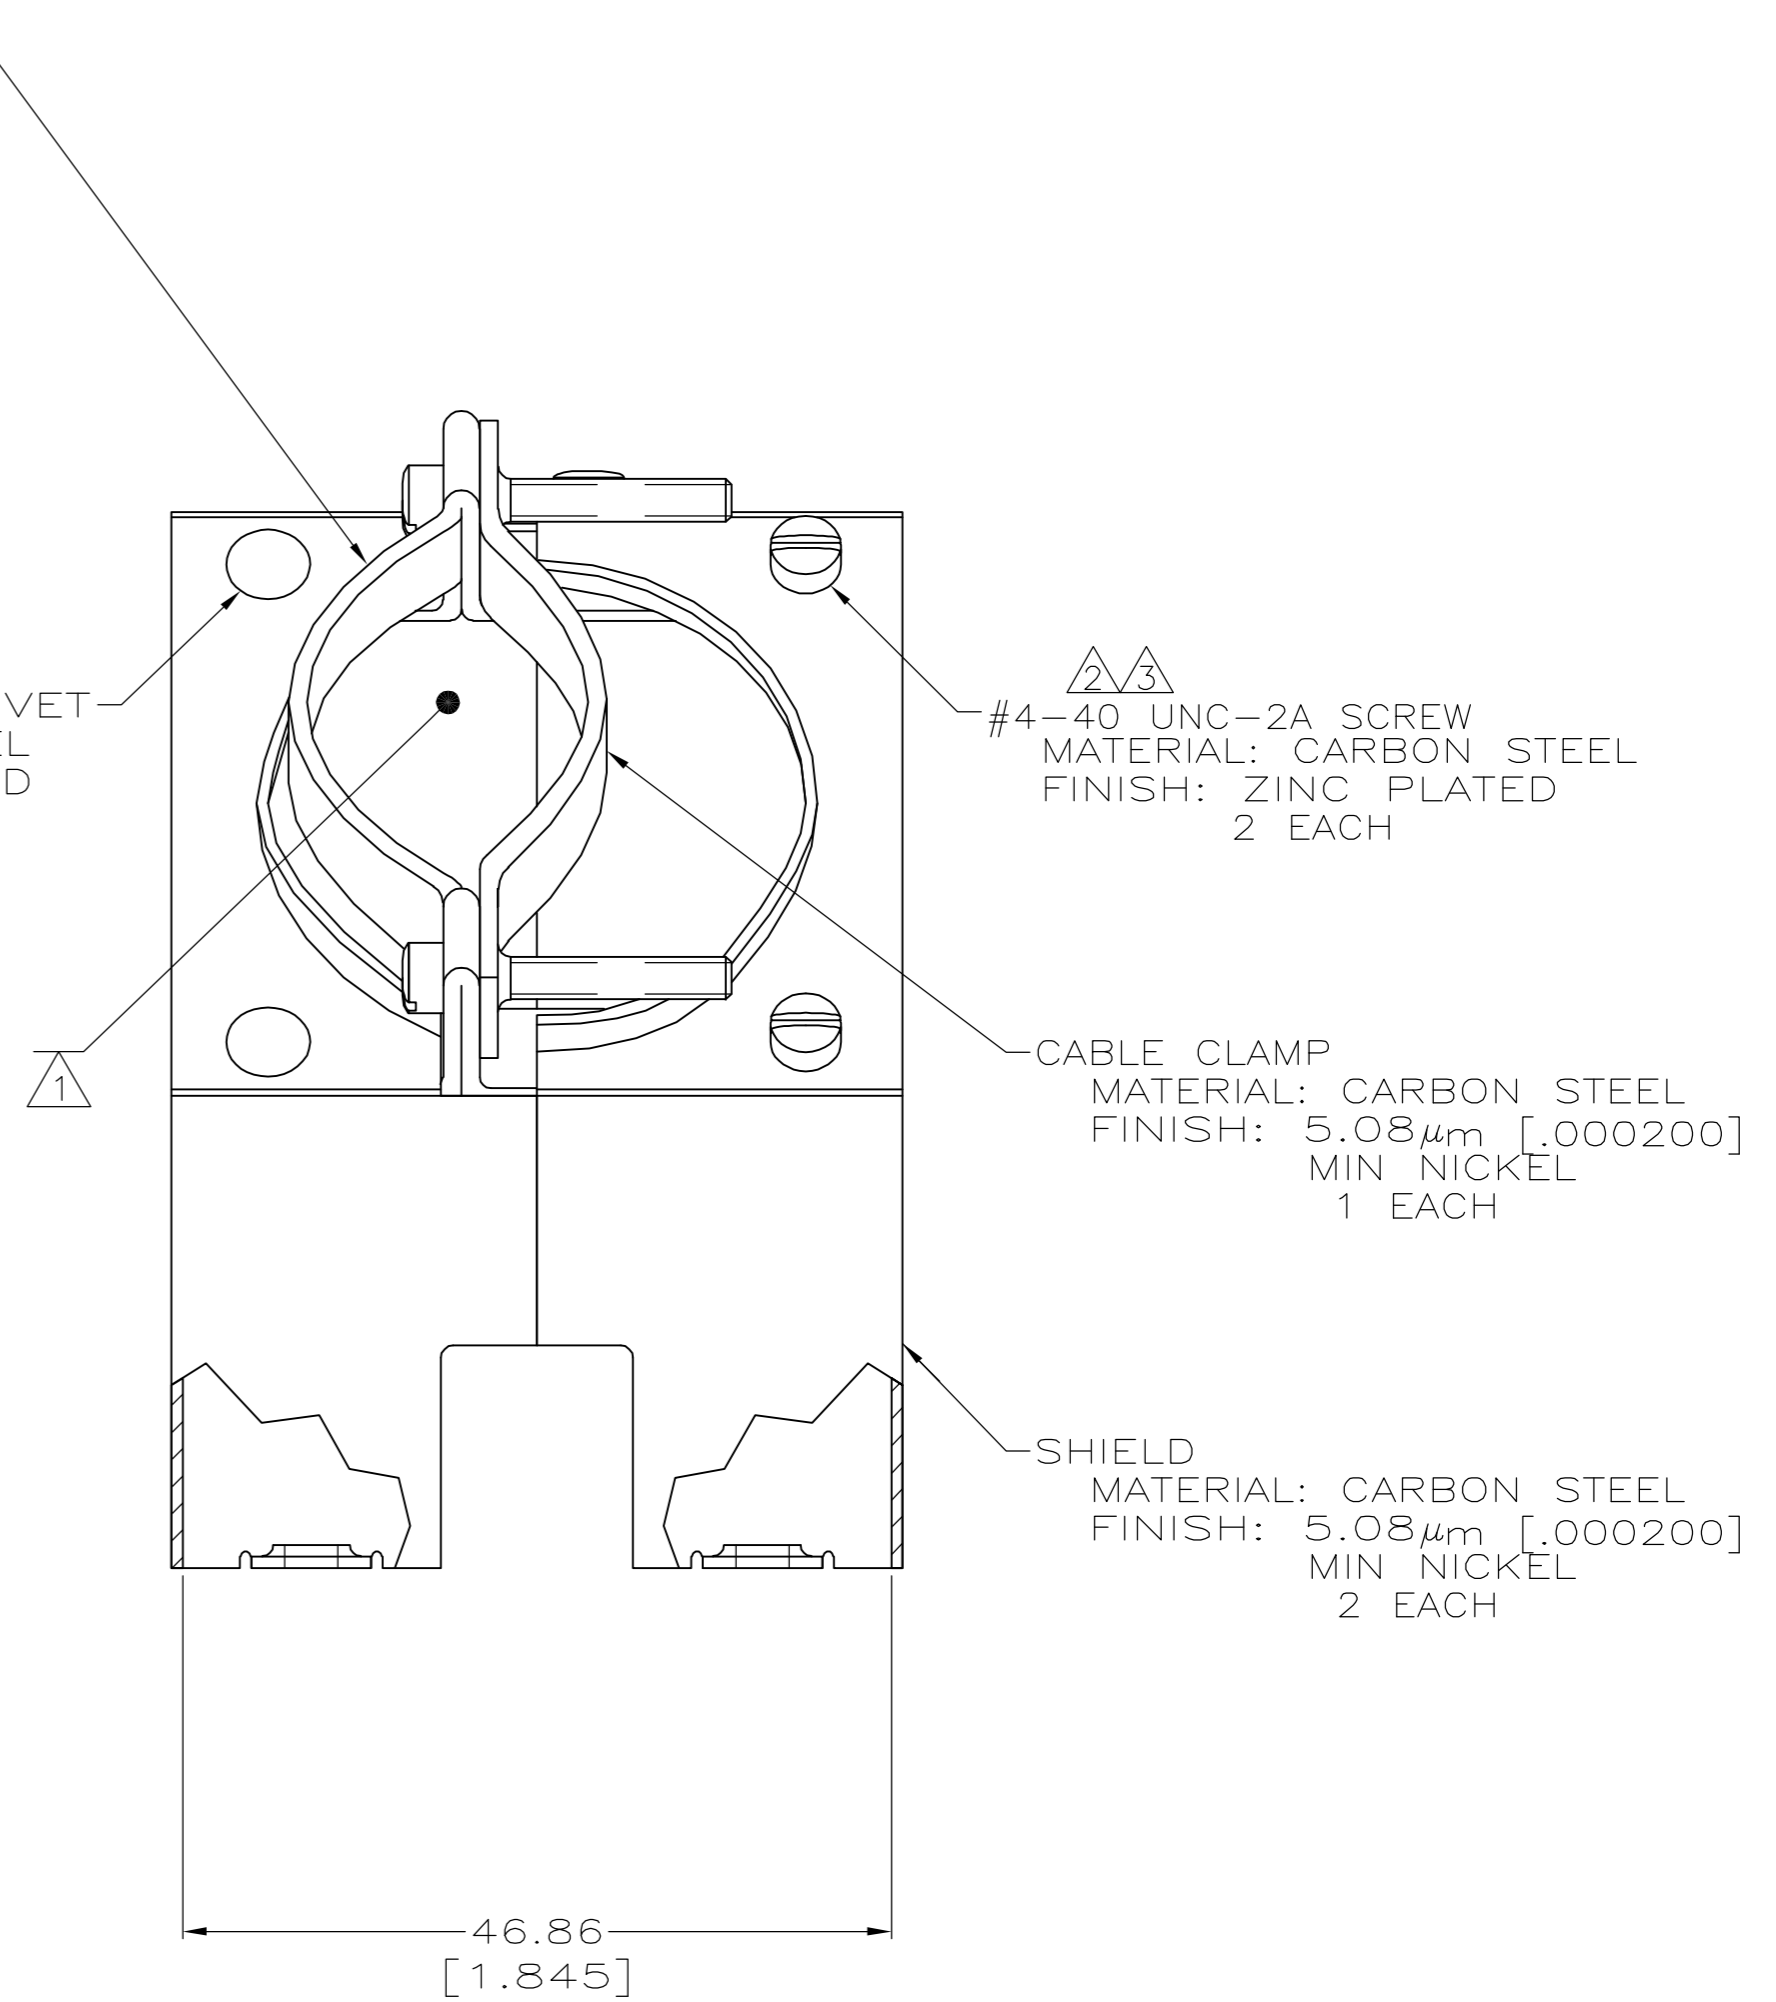 2 3
#4-40 UNC-2A SCREW
MATERIAL: CARBON STEEL
FINISH: ZINC PLATED
2 EACH
VET
EL
D
1
CABLE CLAMP
MATERIAL: CARBON STEEL
FINISH: 5.08μm [.000200]
MIN NICKEL
1 EACH
SHIELD
MATERIAL: CARBON STEEL
FINISH: 5.08μm [.000200]
MIN NICKEL
2 EACH
46.86
[1.845]